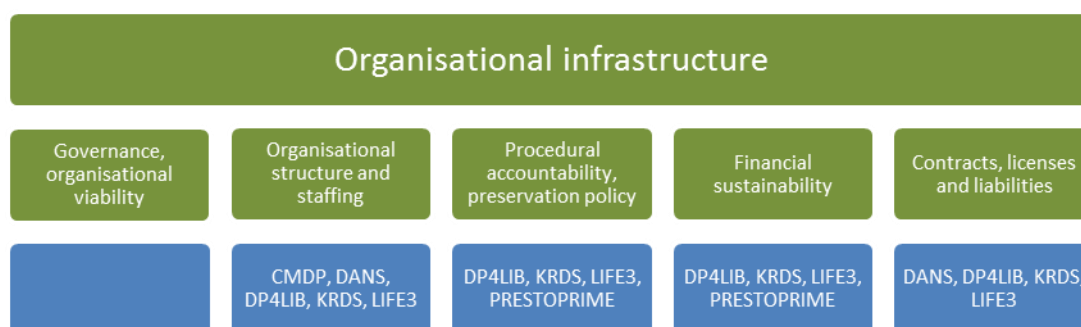 Organisational infrastructure
Governance,
organisational
viability
Organisational
structure and
staffing
Procedural
accountability,
preservation policy
Financial
sustainability
Contracts, licenses
and liabilities
CMDP, DANS,
DP4LIB, KRDS, LIFE3
DP4LIB, KRDS, LIFE3,
PRESTOPRIME
DP4LIB, KRDS, LIFE3,
PRESTOPRIME
DANS, DP4LIB, KRDS,
LIFE3